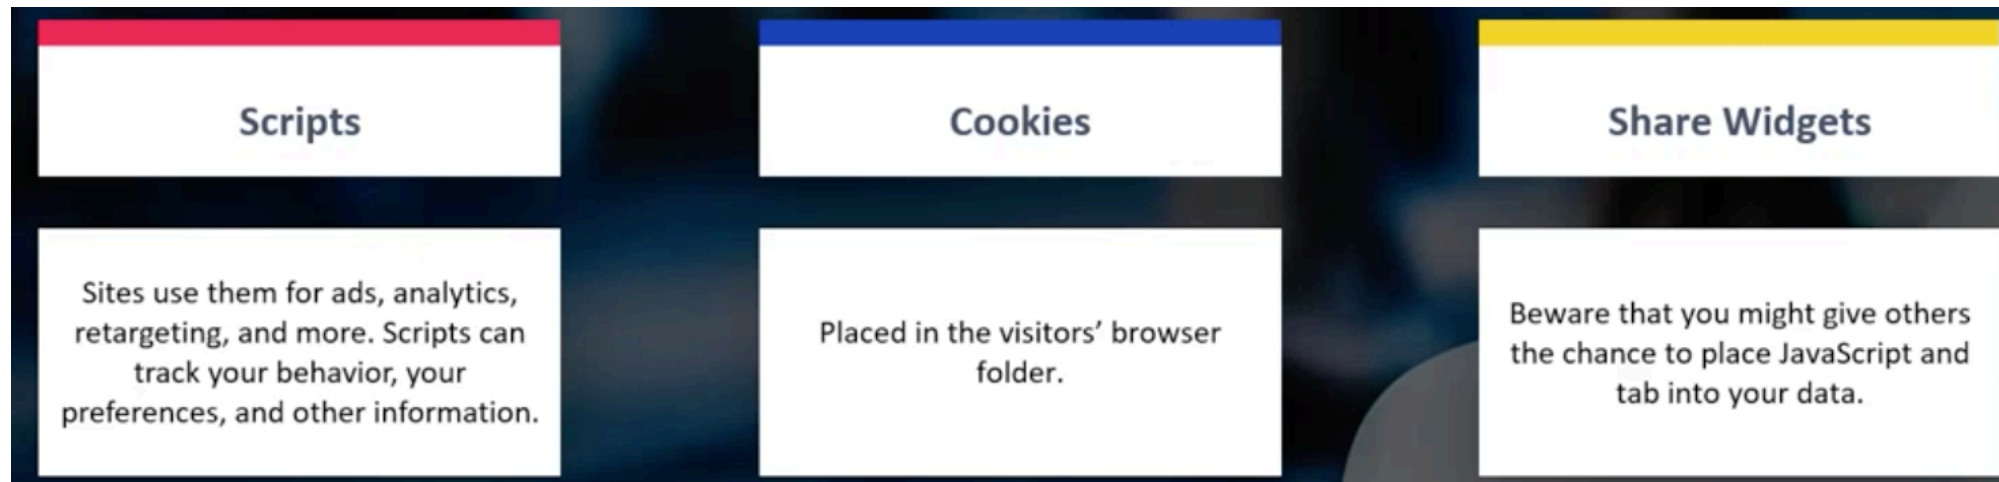 Scripts
Sites use them for ads, analytics,
retargeting, and more. Scripts can
track your behavior, your
preferences, and other information.
Cookies
Placed in the visitors’ browser
folder.
Share Widgets
Beware that you might give others
the chance to place JavaScript and
tab into your data.